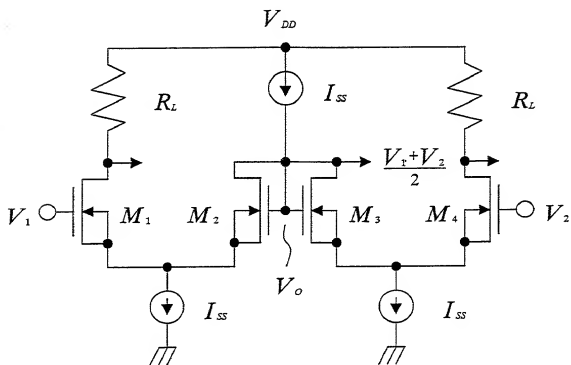 V_DD
R_L
I_SS
R_L
V_1+V_2
2
V_1
M_1
M_2
M_3
M_4
V_2
V_O
I_SS
I_SS